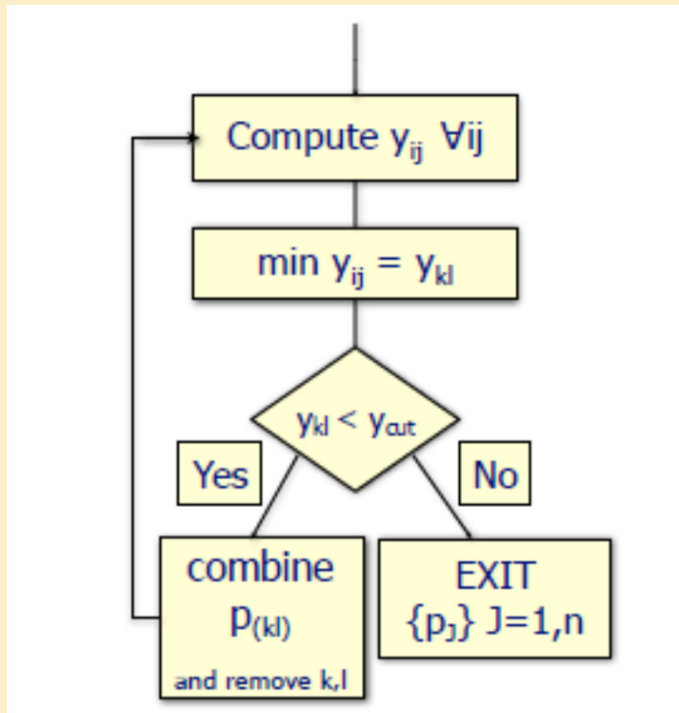 Compute y_ij ∀ij
min y_ij = y_kl
y_kl < y_cut
Yes
No
combine
p_(kl)
and remove k,l
EXIT
{p_J} J=1,n